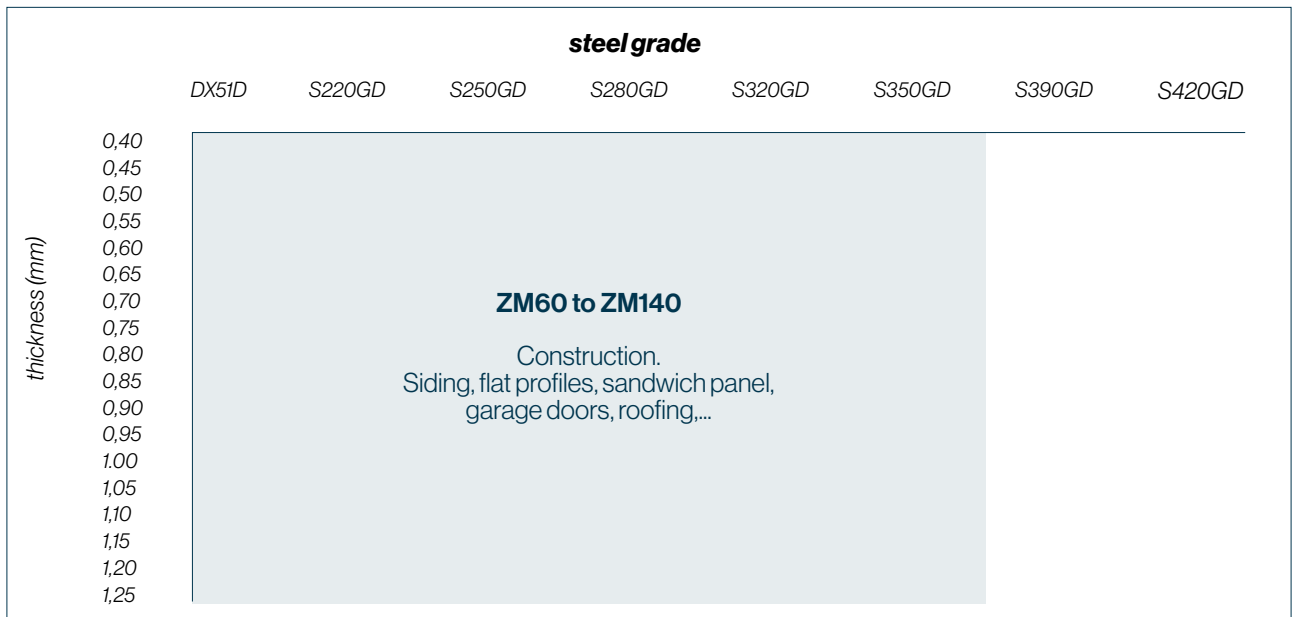 steel grade
DX51D S220GD S250GD S280GD S320GD S350GD S390GD S420GD
thickness (mm)
0,40
0,45
0,50
0,55
0,60
0,65
0,70
0,75
0,80
0,85
0,90
0,95
1.00
1,05
1,10
1,15
1,20
1,25
ZM60 to ZM140
Construction.
Siding, flat profiles, sandwich panel,
garage doors, roofing,...